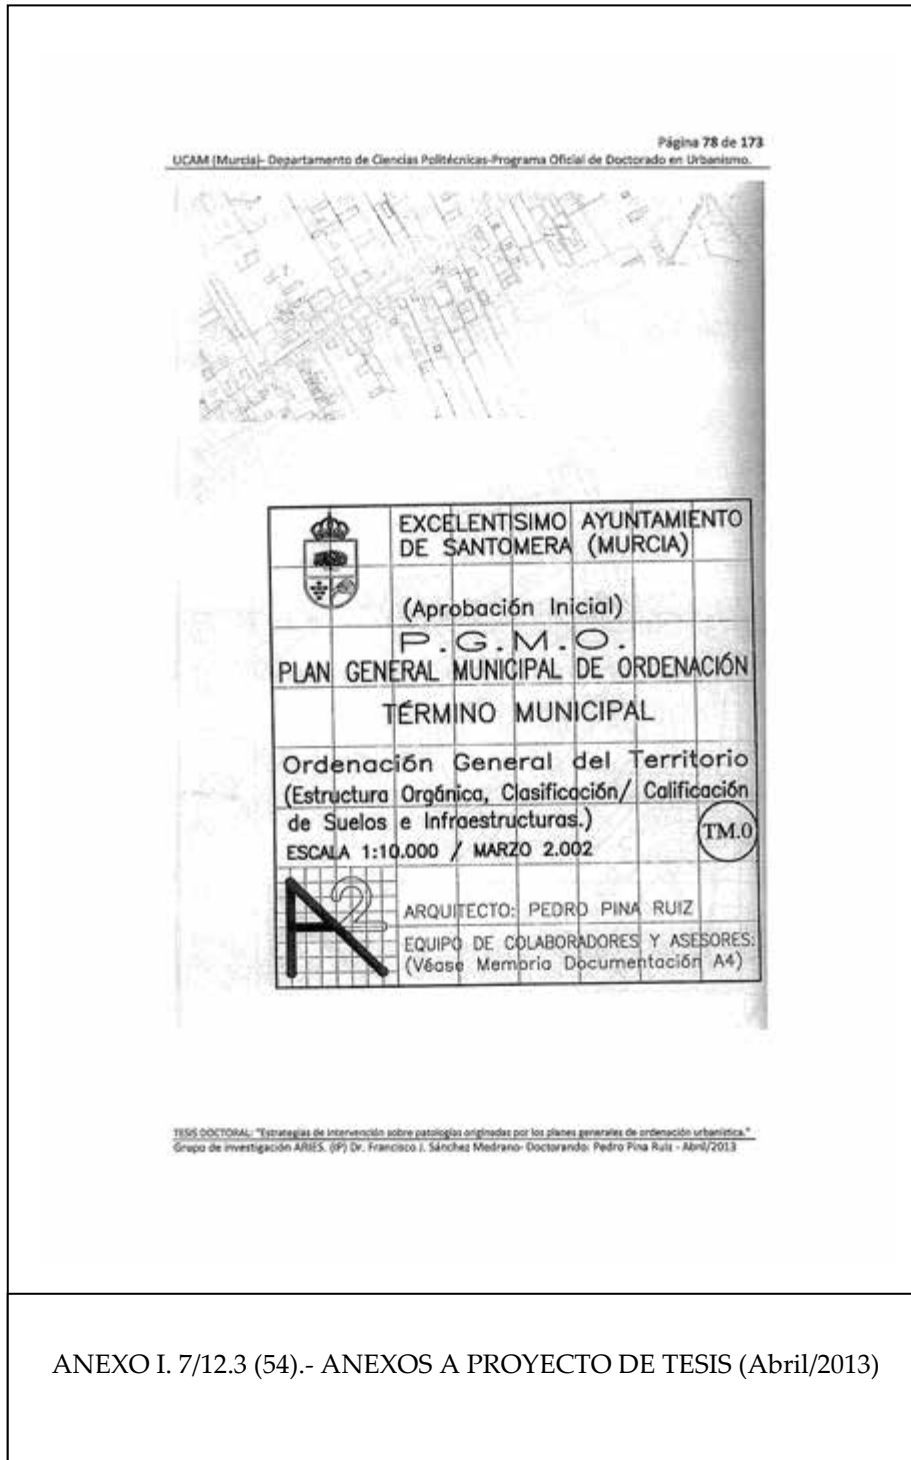 Página 78 de 173
UCAM (Murcia)- Departamento de Ciencias Politécnicas-Programa Oficial de Doctorado en Urbanismo.
EXCELENTISIMO AYUNTAMIENTO
DE SANTOMERA (MURCIA)
(Aprobación Inicial)
P.G.M.O.
PLAN GENERAL MUNICIPAL DE ORDENACIÓN
TÉRMINO MUNICIPAL
Ordenación General del Territorio
(Estructura Orgánica, Clasificación/ Calificación
de Suelos e Infraestructuras.)
TM.0
ESCALA 1:10.000 / MARZO 2.002
A2
ARQUITECTO: PEDRO PINA RUIZ
EQUIPO DE COLABORADORES Y ASESORES:
(Véase Memoria Documentación A4)
TESIS DOCTORAL: "Estrategias de intervención sobre patologías originadas por los planes generales de ordenación urbanística."
Grupo de investigación ARIES. (IP) Dr. Francisco J. Sánchez Medrano- Doctorando: Pedro Pina Ruiz - Abril/2013
ANEXO I. 7/12.3 (54).- ANEXOS A PROYECTO DE TESIS (Abril/2013)